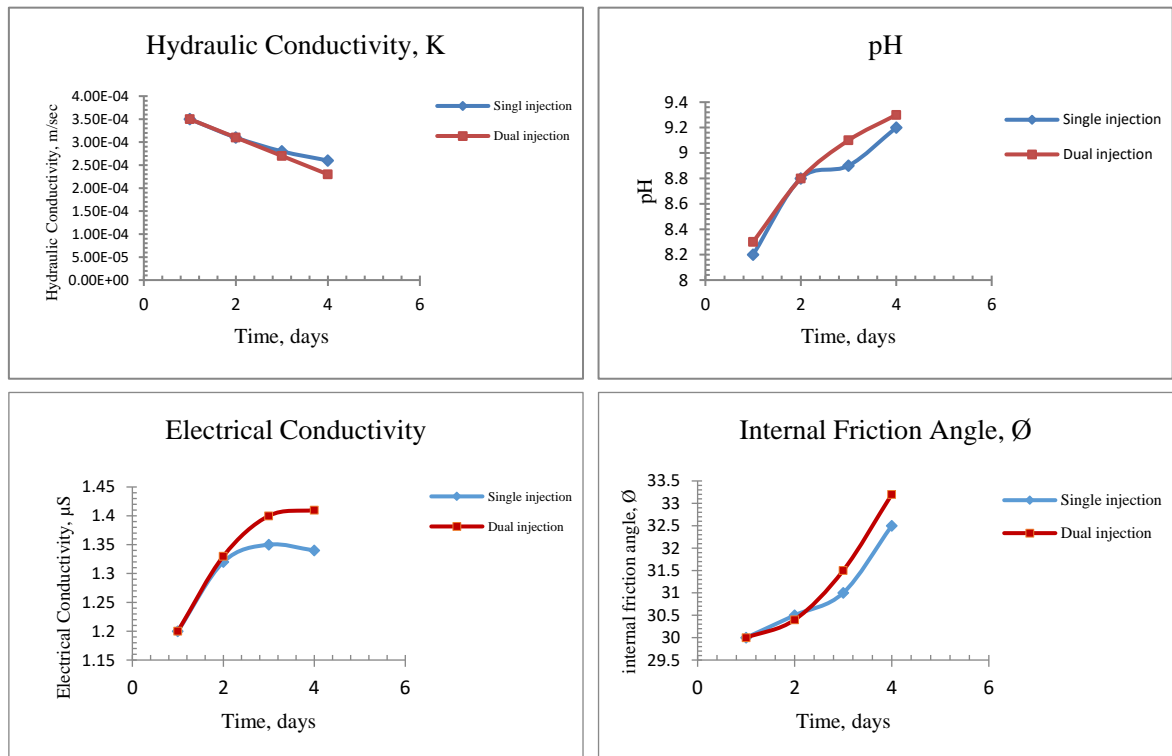 Hydraulic Conductivity, K
Hydraulic Conductivity, m/sec
4.00E-04
3.50E-04
3.00E-04
2.50E-04
2.00E-04
1.50E-04
1.00E-04
5.00E-05
0.00E+00
0 2 4 6
Time, days
Singl injection
Dual injection
pH
pH
9.4
9.2
9
8.8
8.6
8.4
8.2
8
0 2 4 6
Time, days
Single injection
Dual injection
Electrical Conductivity
Electrical Conductivity, µS
1.45
1.4
1.35
1.3
1.25
1.2
1.15
0 2 4 6
Time, days
Single injection
Dual injection
Internal Friction Angle, Ø
internal friction angle, Ø
33.5
33
32.5
32
31.5
31
30.5
30
29.5
0 2 4 6
Time, days
Single injection
Dual injection